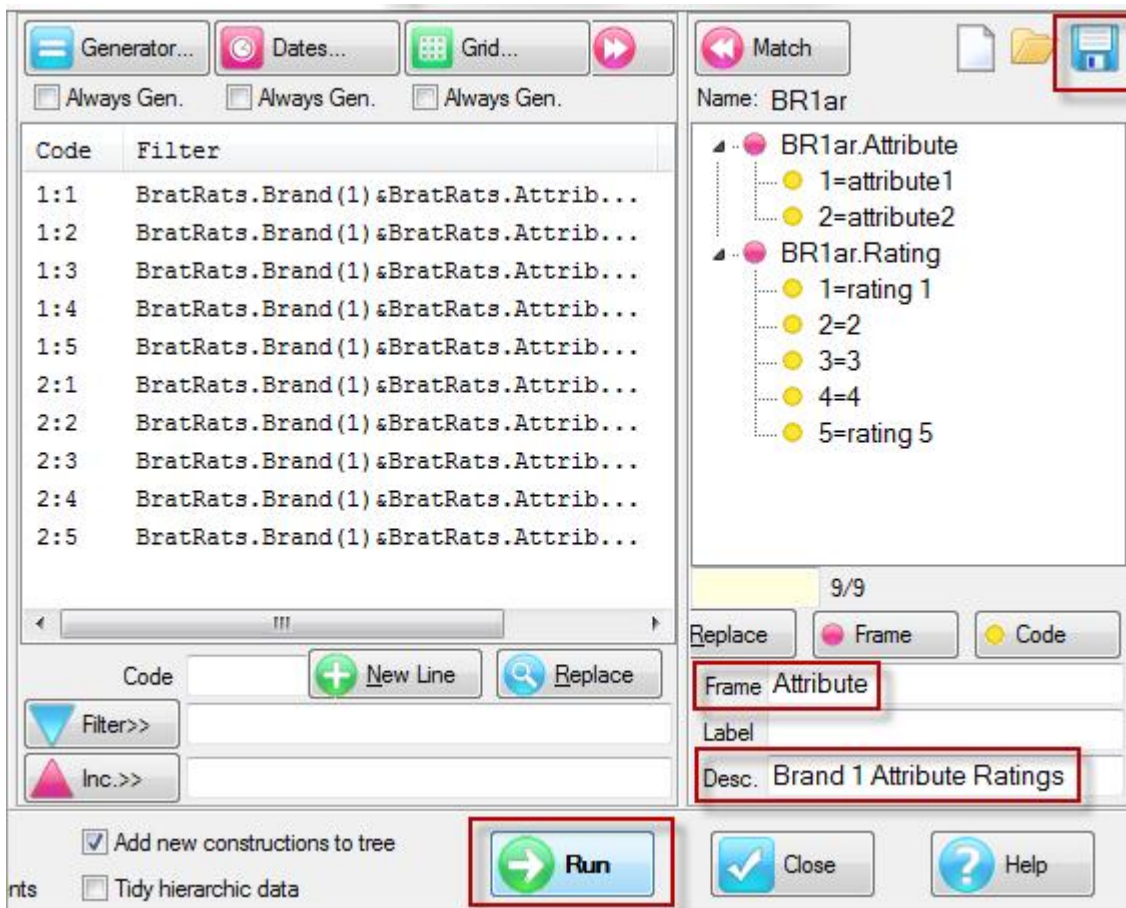 Generator... Dates... Grid... Match
Always Gen. Always Gen. Always Gen. Name: BR1ar
Code Filter
1:1 BratRats.Brand(1)&BratRats.Attrib...
1:2 BratRats.Brand(1)&BratRats.Attrib...
1:3 BratRats.Brand(1)&BratRats.Attrib...
1:4 BratRats.Brand(1)&BratRats.Attrib...
1:5 BratRats.Brand(1)&BratRats.Attrib...
2:1 BratRats.Brand(1)&BratRats.Attrib...
2:2 BratRats.Brand(1)&BratRats.Attrib...
2:3 BratRats.Brand(1)&BratRats.Attrib...
2:4 BratRats.Brand(1)&BratRats.Attrib...
2:5 BratRats.Brand(1)&BratRats.Attrib...
BR1ar.Attribute
1=attribute1
2=attribute2
BR1ar.Rating
1=rating 1
2=2
3=3
4=4
5=rating 5
9/9
Replace Frame Code
Code New Line Replace
Filter>>
Inc.>>
Frame Attribute
Label
Desc. Brand 1 Attribute Ratings
Add new constructions to tree
nts Tidy hierarchic data
Run Close Help